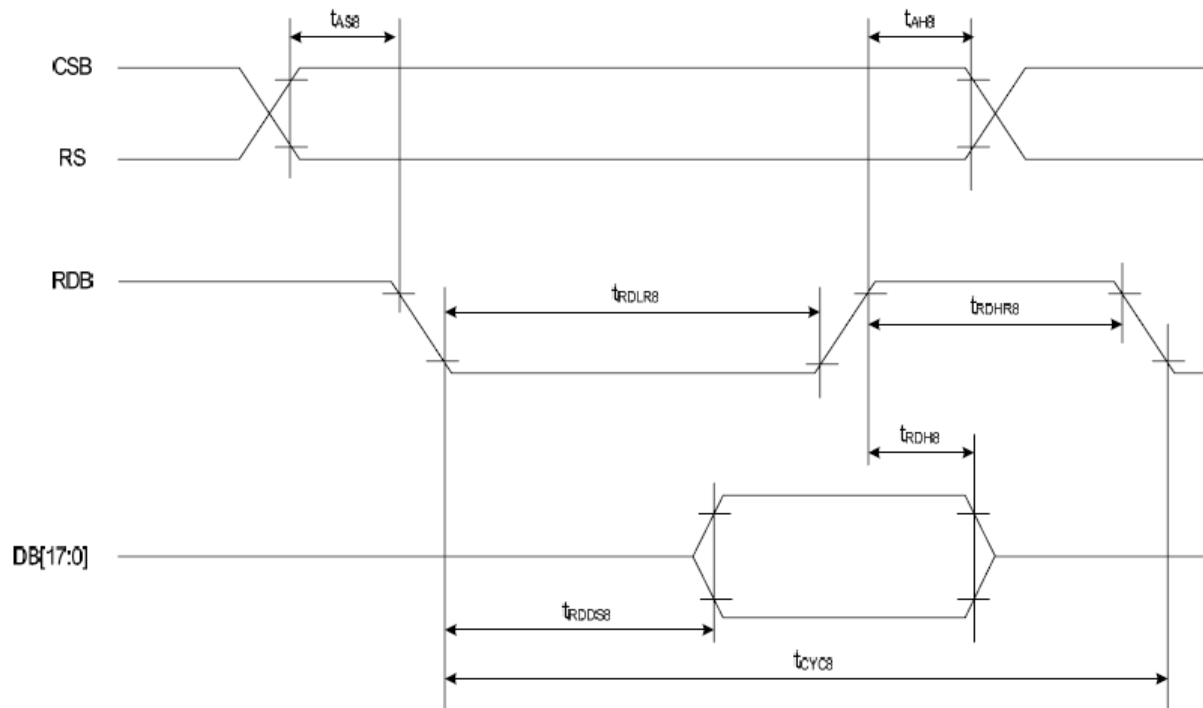 tAS8 tAH8
CSB
RS
RDB
tRDLR8
tRDHR8
tRDH8
DB[17:0]
tRDDS8
tCYC8